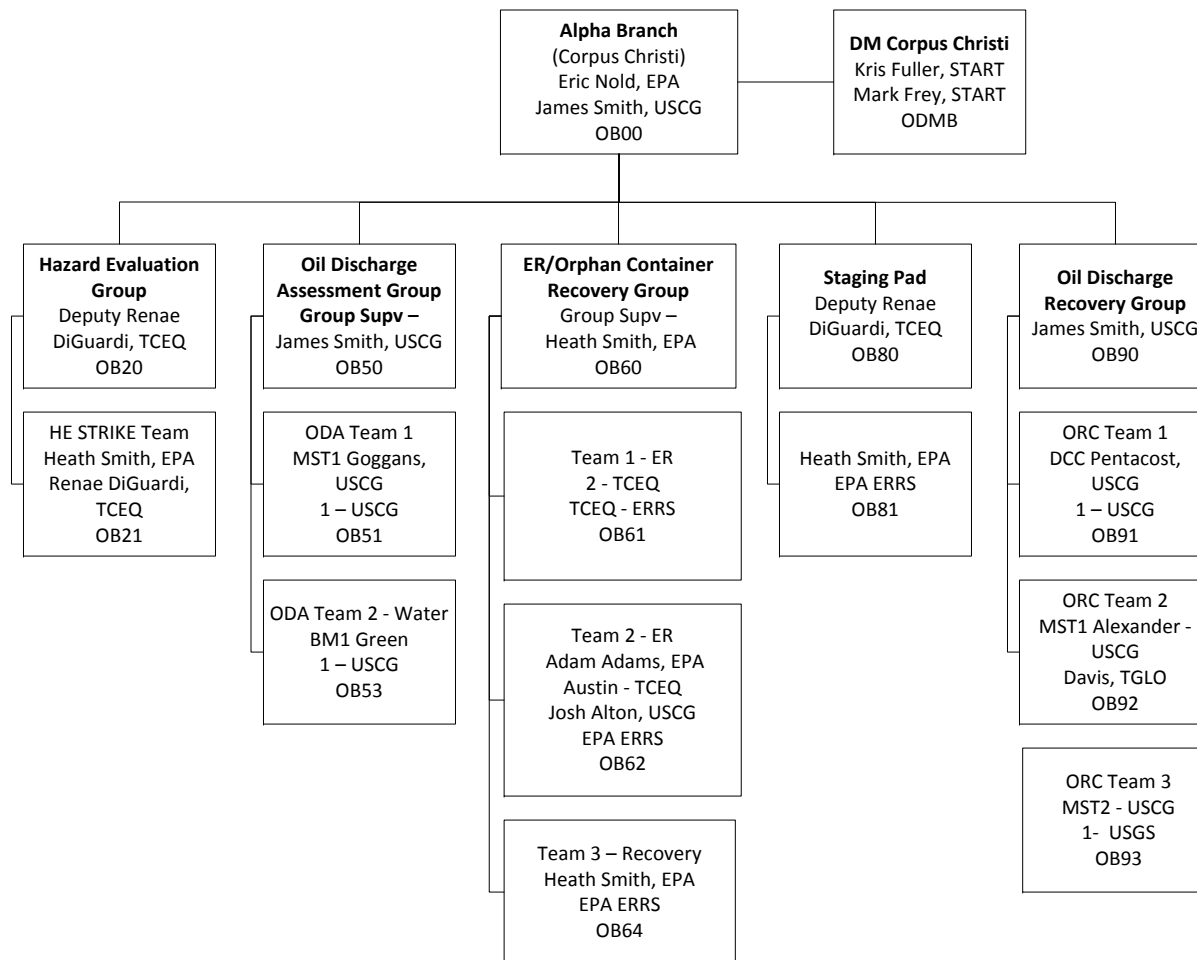 Alpha Branch
(Corpus Christi)
Eric Nold, EPA
James Smith, USCG
OB00
DM Corpus Christi
Kris Fuller, START
Mark Frey, START
ODMB
Hazard Evaluation
Group
Deputy Renae
DiGuardi, TCEQ
OB20
HE STRIKE Team
Heath Smith, EPA
Renae DiGuardi,
TCEQ
OB21
Oil Discharge
Assessment Group
Group Supv –
James Smith, USCG
OB50
ODA Team 1
MST1 Goggans,
USCG
1 – USCG
OB51
ODA Team 2 - Water
BM1 Green
1 – USCG
OB53
ER/Orphan Container
Recovery Group
Group Supv –
Heath Smith, EPA
OB60
Team 1 - ER
2 - TCEQ
TCEQ - ERRS
OB61
Team 2 - ER
Adam Adams, EPA
Austin - TCEQ
Josh Alton, USCG
EPA ERRS
OB62
Team 3 – Recovery
Heath Smith, EPA
EPA ERRS
OB64
Staging Pad
Deputy Renae
DiGuardi, TCEQ
OB80
Heath Smith, EPA
EPA ERRS
OB81
Oil Discharge
Recovery Group
James Smith, USCG
OB90
ORC Team 1
DCC Pentacost,
USCG
1 – USCG
OB91
ORC Team 2
MST1 Alexander -
USCG
Davis, TGLO
OB92
ORC Team 3
MST2 - USCG
1- USGS
OB93